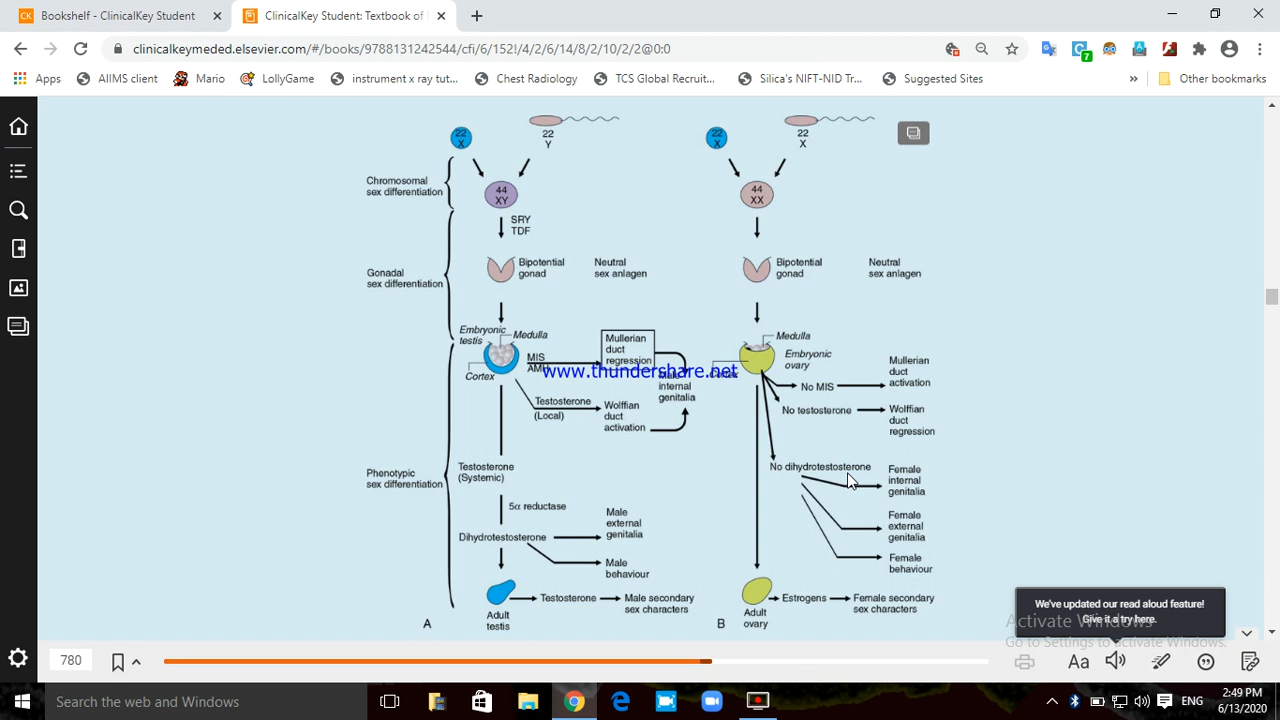 Bookshelf - ClinicalKey Student
ClinicalKey Student: Textbook of
clinicalkeymeded.elsevier.com/#/books/9788131242544/cfi/6/152!/4/2/6/14/8/2/10/2/2@0:0
7
Apps
AIIMS client
Mario
LollyGame
instrument x ray tut...
Chest Radiology
TCS Global Recruit...
Silica's NIFT-NID Tr...
Suggested Sites
»
Other bookmarks
22
X
22
Y
Chromosomal
sex differentiation
44
XY
SRY
TDF
Gonadal
sex differentiation
Bipotential
gonad
Neutral
sex anlagen
Embryonic
testis
Medulla
Cortex
MIS
AMH
Mullerian
duct
regression
Testosterone
(Local)
Wolffian
duct
activation
Male
internal
genitalia
Phenotypic
sex differentiation
Testosterone
(Systemic)
5α reductase
Dihydrotestosterone
Male
external
genitalia
Male
behaviour
Adult
testis
Testosterone
Male secondary
sex characters
A
22
X
22
X
44
XX
Bipotential
gonad
Neutral
sex anlagen
Medulla
Cortex
Embryonic
ovary
No MIS
Mullerian
duct
activation
No testosterone
Wolffian
duct
regression
No dihydrotestosterone
Female
internal
genitalia
Female
external
genitalia
Female
behaviour
Adult
ovary
Estrogens
Female secondary
sex characters
B
www.thundershare.net
We've updated our read aloud feature!
Give it a try here.
Activate Windows
Go to Settings to activate Windows.
780
Aa
Search the web and Windows
ENG
2:49 PM
6/13/2020